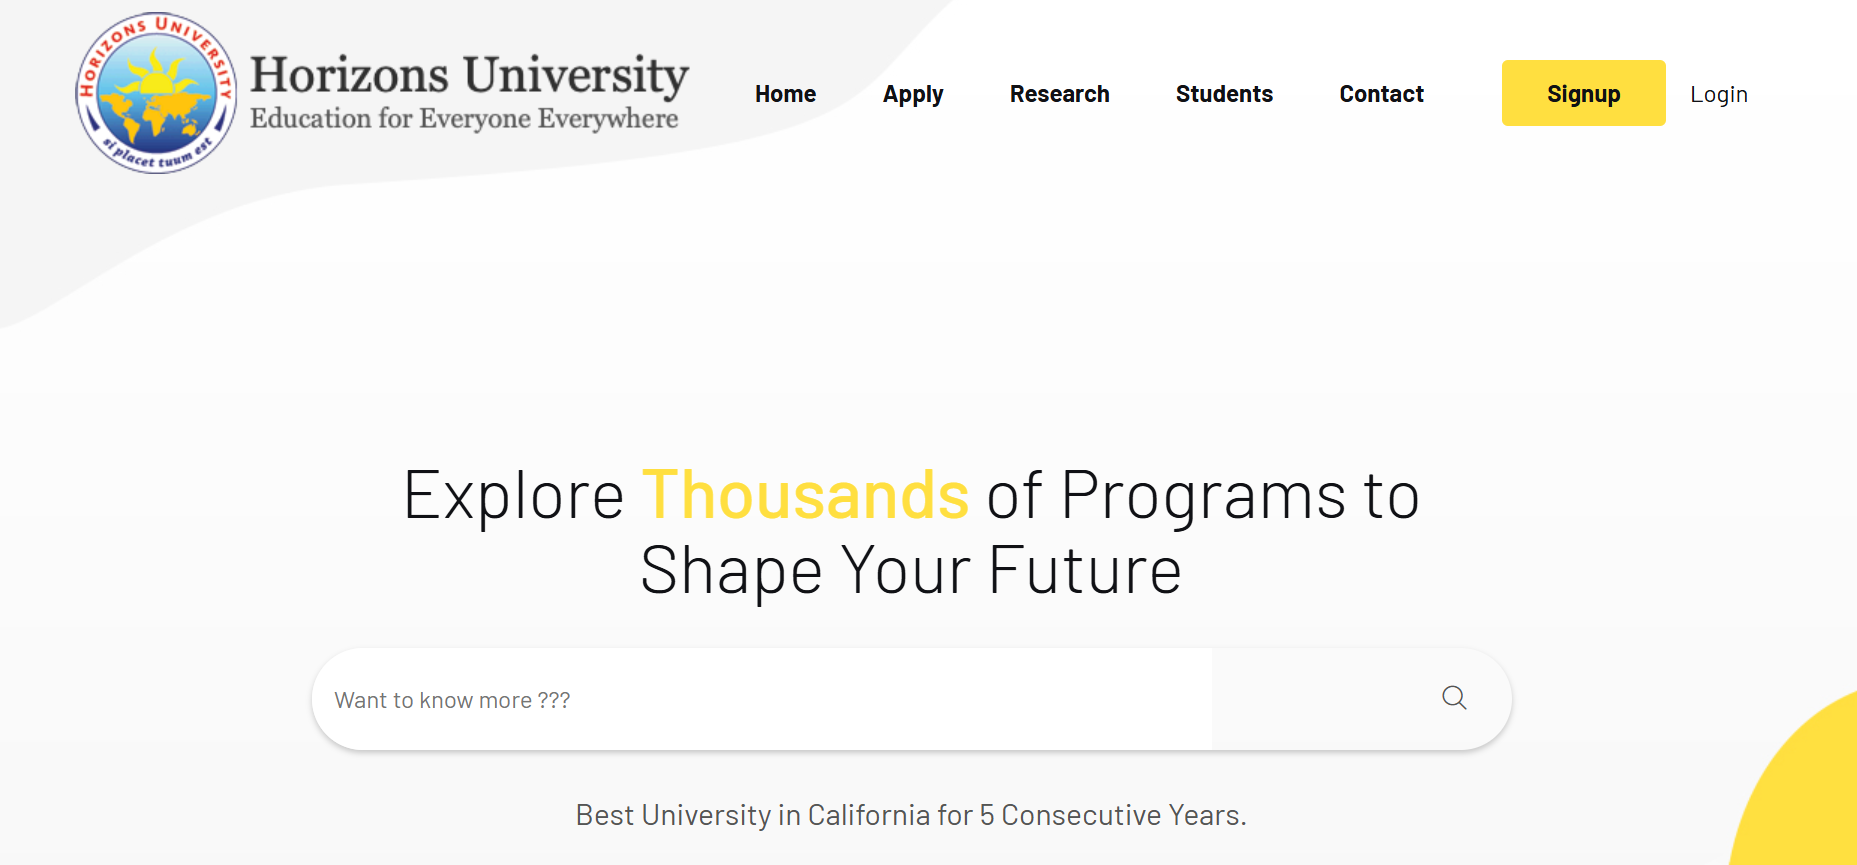 HORIZONS UNIVERSITY
si placet tuum est
Horizons University
Education for Everyone Everywhere
Home Apply Research Students Contact Signup Login
Explore Thousands of Programs to
Shape Your Future
Want to know more ???
Best University in California for 5 Consecutive Years.